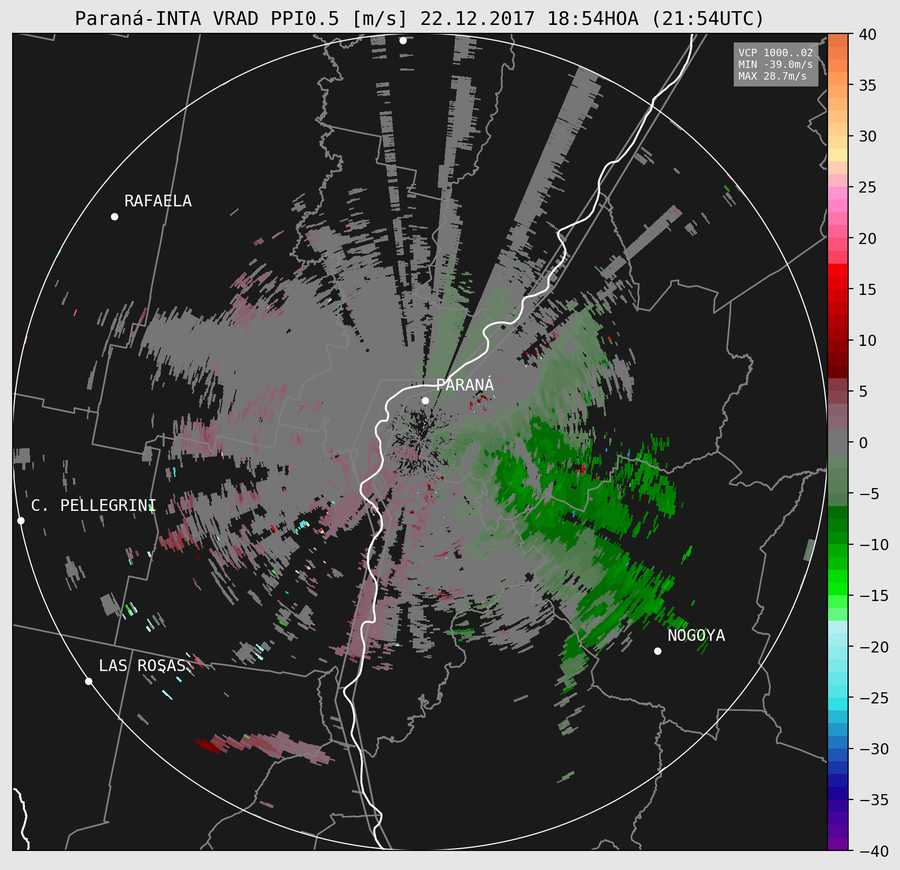 Paraná-INTA VRAD PPI0.5 [m/s] 22.12.2017 18:54HOA (21:54UTC)
VCP 1000..02
MIN -39.0m/s
MAX 28.7m/s
RAFAELA
PARANÁ
C. PELLEGRINI
NOGOYA
LAS ROSAS
40
35
30
25
20
15
10
5
0
−5
−10
−15
−20
−25
−30
−35
−40